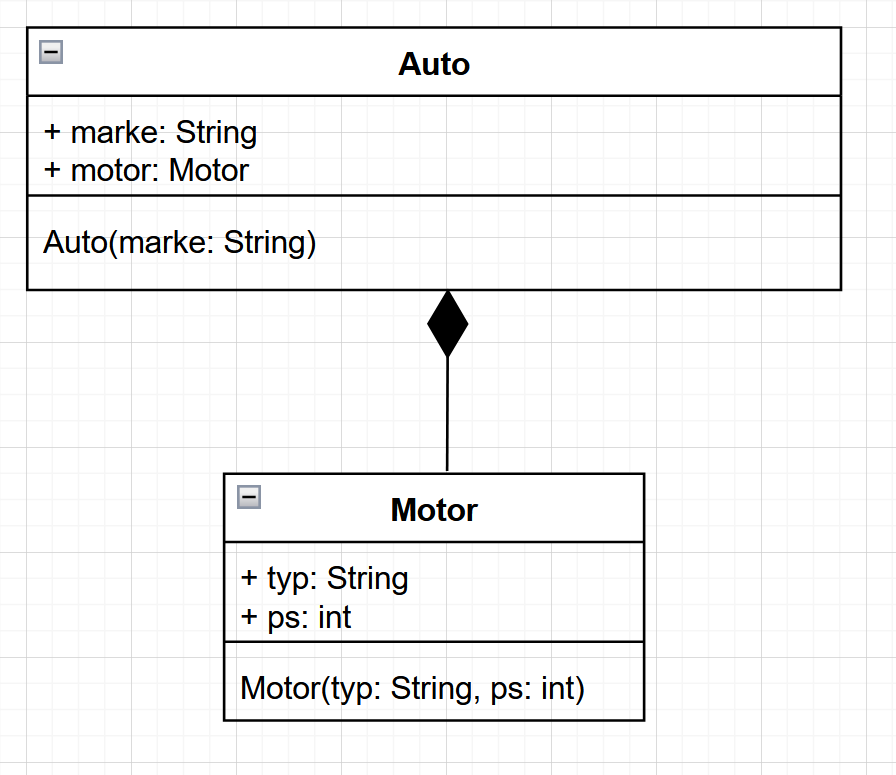 Auto
+ marke: String
+ motor: Motor
Auto(marke: String)
Motor
+ typ: String
+ ps: int
Motor(typ: String, ps: int)